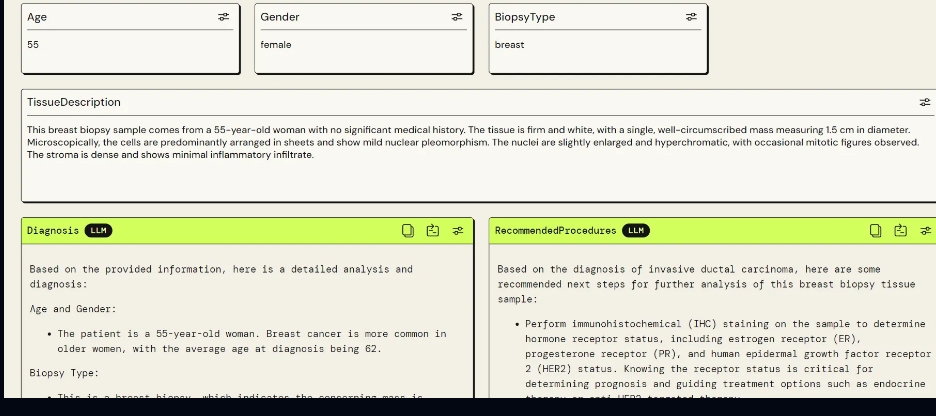 Age
Gender
BiopsyType
55
female
breast
TissueDescription
This breast biopsy sample comes from a 55-year-old woman with no significant medical history. The tissue is firm and white, with a single, well-circumscribed mass measuring 1.5 cm in diameter.
Microscopically, the cells are predominantly arranged in sheets and show mild nuclear pleomorphism. The nuclei are slightly enlarged and hyperchromatic, with occasional mitotic figures observed.
The stroma is dense and shows minimal inflammatory infiltrate.
Diagnosis LLM
Based on the provided information, here is a detailed analysis and
diagnosis:
Age and Gender:
• The patient is a 55-year-old woman. Breast cancer is more common in
older women, with the average age at diagnosis being 62.
Biopsy Type:
• This is a breast biopsy, which indicates the concerning mass is
RecommendedProcedures LLM
Based on the diagnosis of invasive ductal carcinoma, here are some
recommended next steps for further analysis of this breast biopsy tissue
sample:
• Perform immunohistochemical (IHC) staining on the sample to determine
hormone receptor status, including estrogen receptor (ER),
progesterone receptor (PR), and human epidermal growth factor receptor
2 (HER2) status. Knowing the receptor status is critical for
determining prognosis and guiding treatment options such as endocrine
therapy or anti-HER2 targeted therapy.